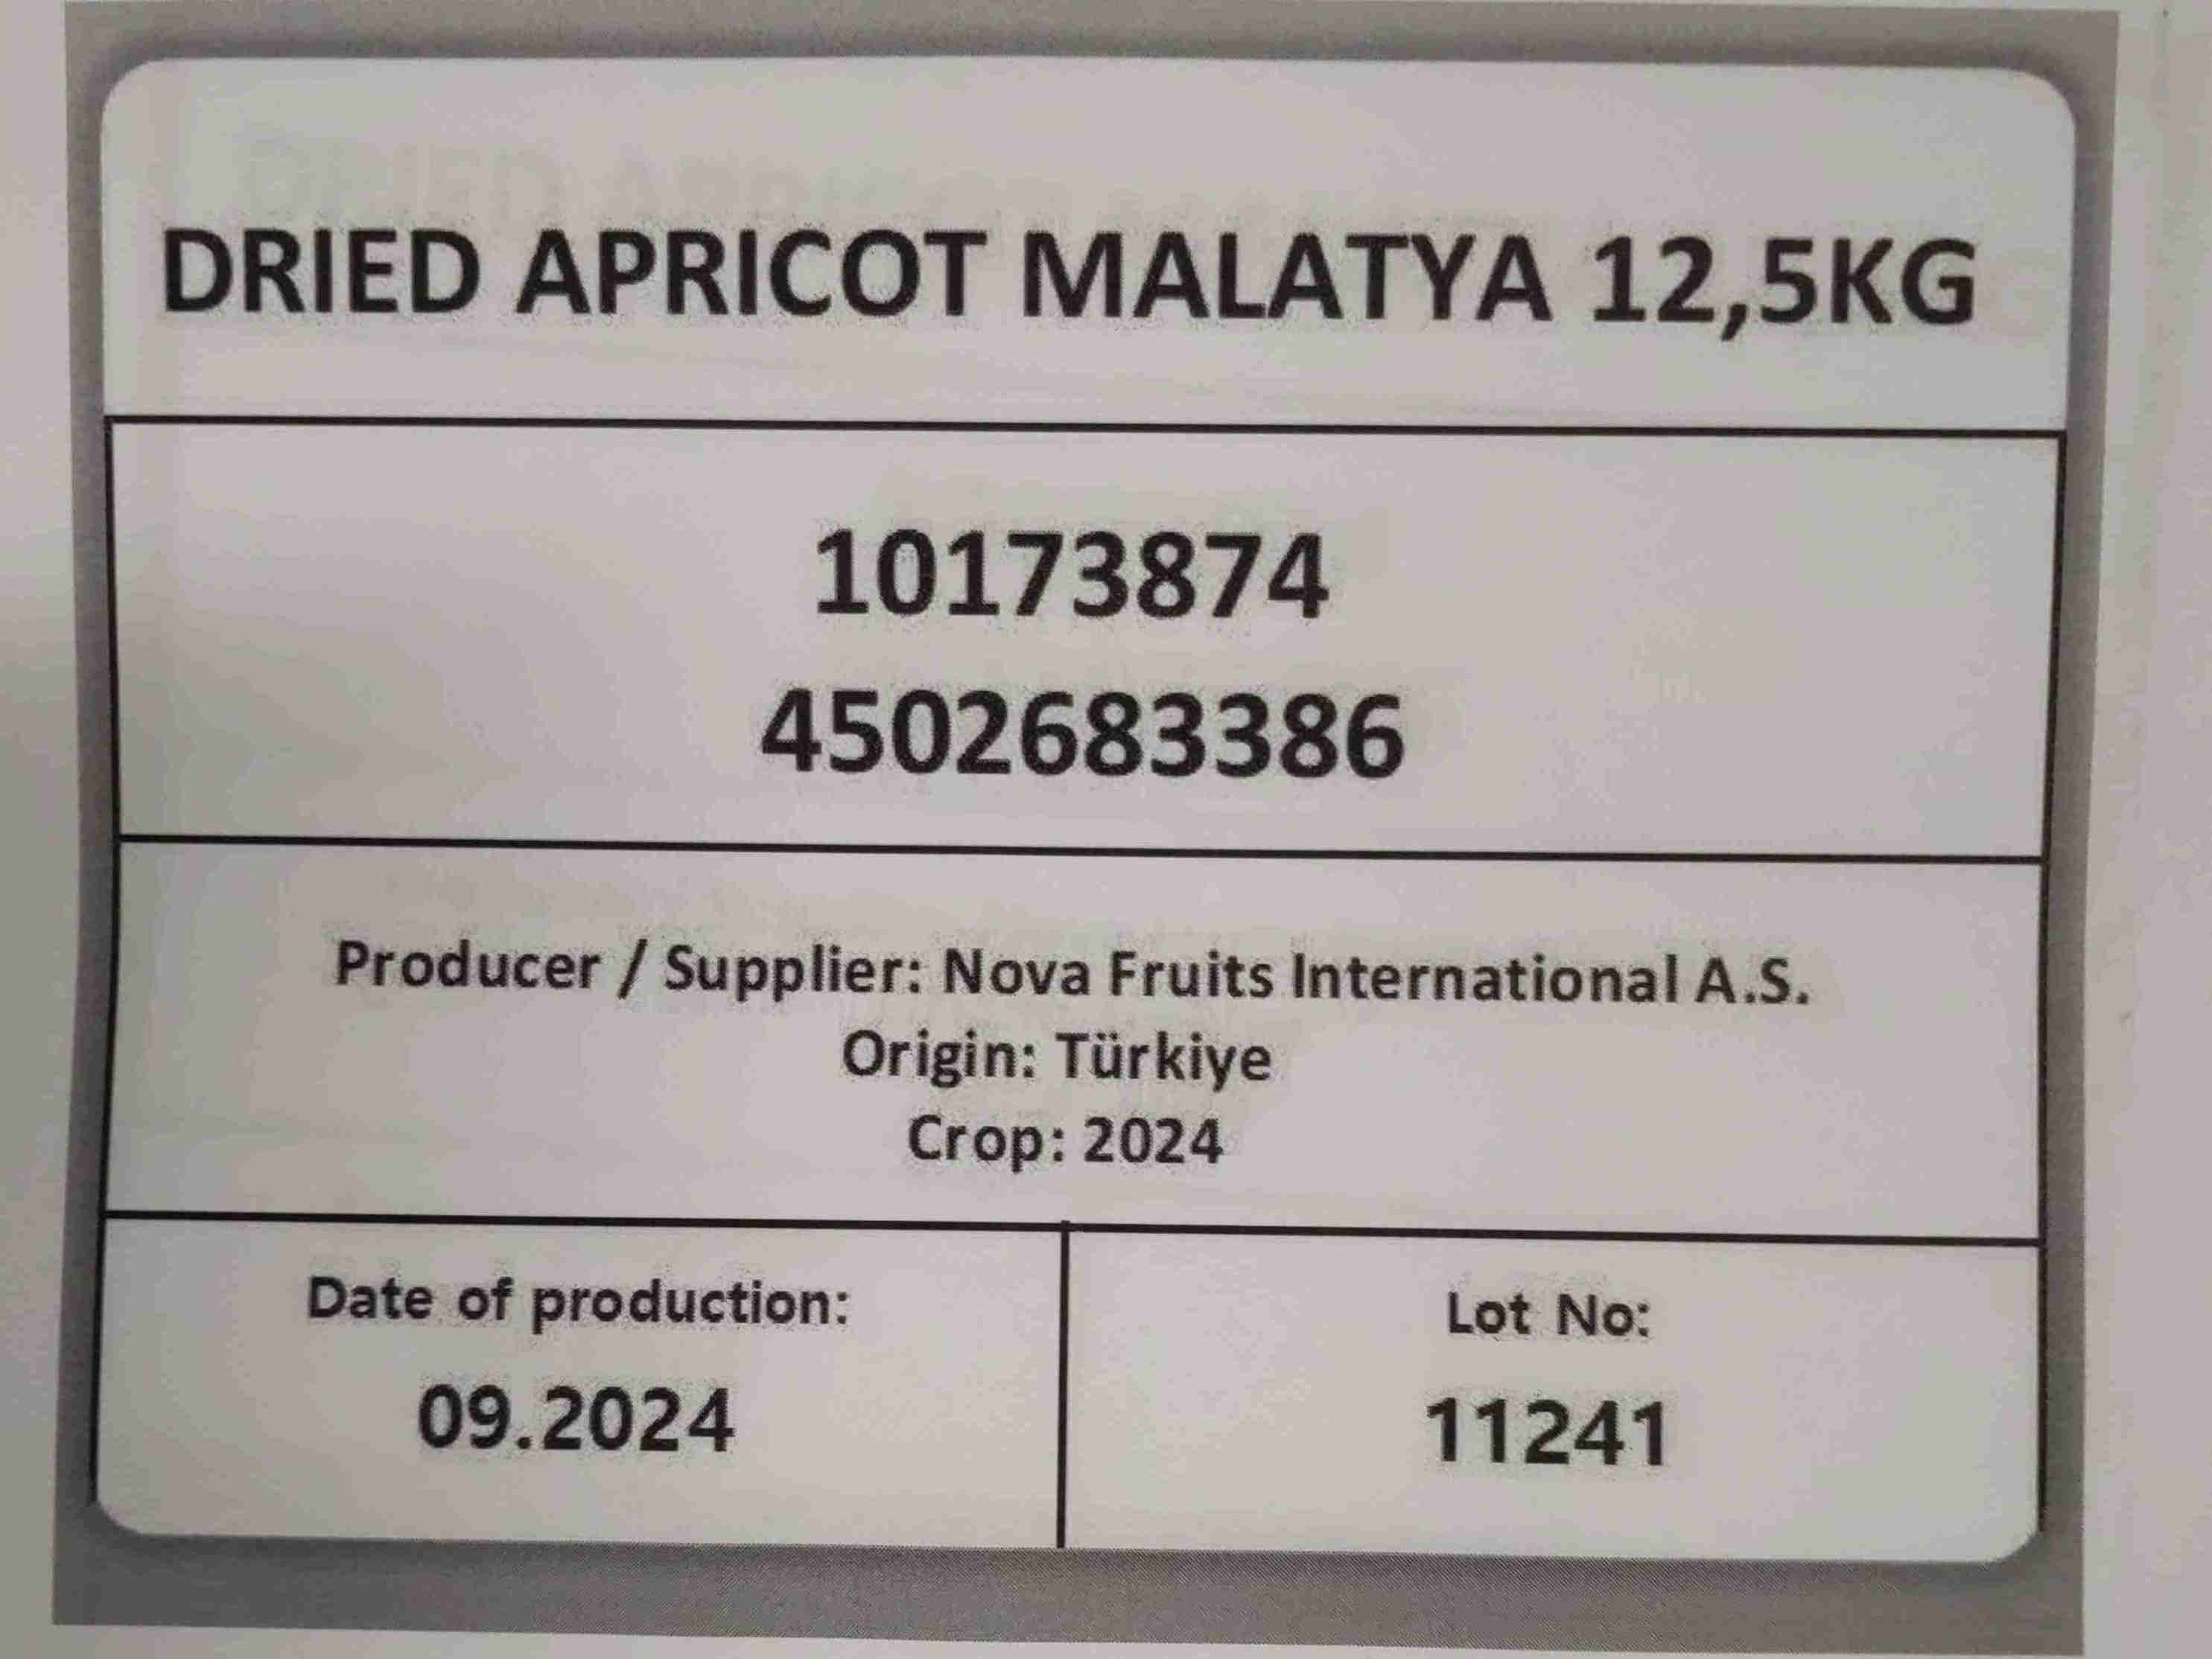 DRIED APRICOT MALATYA 12,5KG
10173874
4502683386
Producer / Supplier: Nova Fruits International A.S.
Origin: Türkiye
Crop: 2024
Date of production:
09.2024
Lot No:
11241